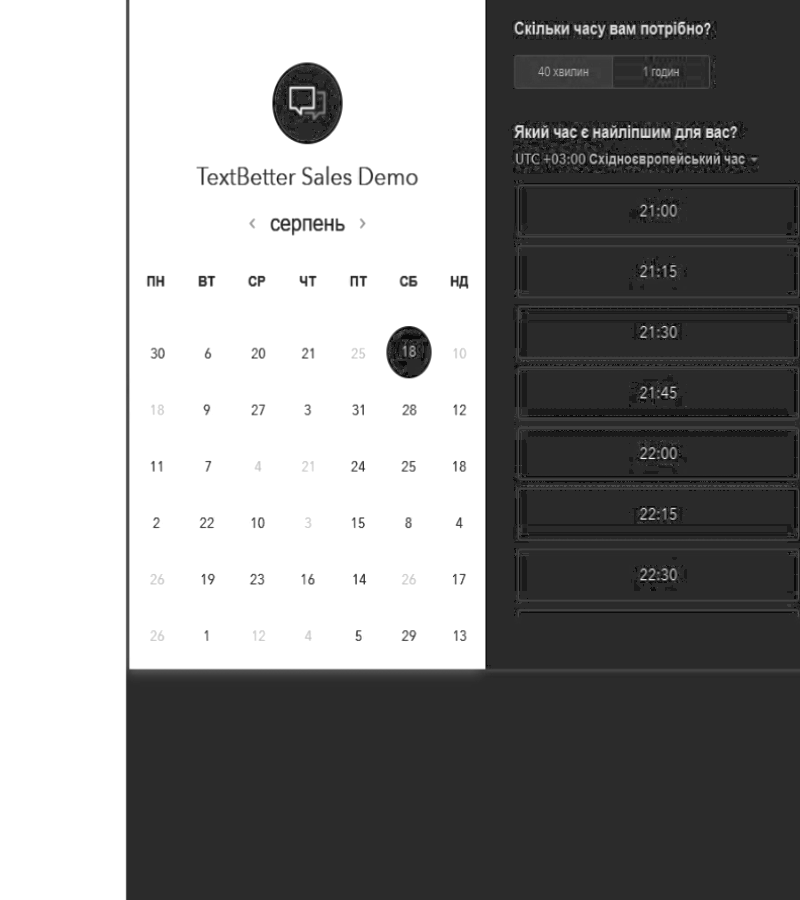 TextBetter Sales Demo
‹ серпень ›
ПН ВТ СР ЧТ ПТ СБ НД
30 6 20 21 25 18 10
18 9 27 3 31 28 12
11 7 4 21 24 25 18
2 22 10 3 15 8 4
26 19 23 16 14 26 17
26 1 12 4 5 29 13
Скільки часу вам потрібно?
40 хвилин 1 годин
Який час є найліпшим для вас?
UTC +03:00 Східноєвропейський час
21:00
21:15
21:30
21:45
22:00
22:15
22:30